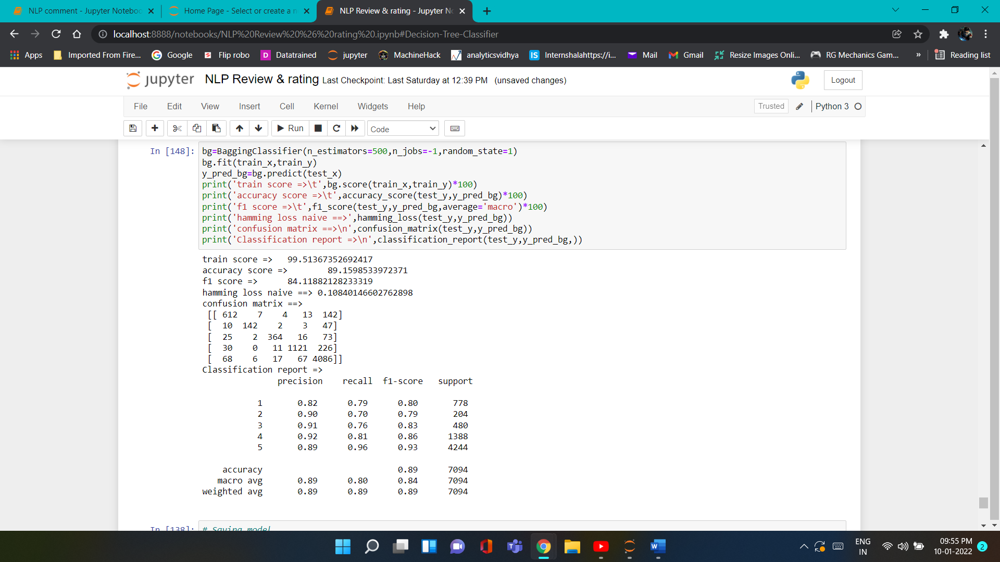 NLP comment - Jupyter Noteboo
Home Page - Select or create a n
NLP Review & rating - Jupyter No
localhost:8888/notebooks/NLP%20Review%20%26%20rating%20.ipynb#Decision-Tree-Classifier
Apps Imported From Fire... Google Flip robo D Datatrained jupyter MachineHack analyticsvidhya IS Internshalahttps://i... Mail Gmail Resize Images Onli... RG Mechanics Gam... » Reading list
jupyter NLP Review & rating Last Checkpoint: Last Saturday at 12:39 PM (unsaved changes) Logout
File Edit View Insert Cell Kernel Widgets Help Trusted Python 3
Run Code
In [148]: bg=BaggingClassifier(n_estimators=500,n_jobs=-1,random_state=1)
bg.fit(train_x,train_y)
y_pred_bg=bg.predict(test_x)
print('train score =>\t',bg.score(train_x,train_y)*100)
print('accuracy score =>\t',accuracy_score(test_y,y_pred_bg)*100)
print('f1 score =>\t',f1_score(test_y,y_pred_bg,average='macro')*100)
print('hamming loss naive ==>',hamming_loss(test_y,y_pred_bg))
print('confusion matrix ==>\n',confusion_matrix(test_y,y_pred_bg))
print('Classification report =>\n',classification_report(test_y,y_pred_bg,))
train score => 99.51367352692417
accuracy score => 89.1598533972371
f1 score => 84.11882128233319
hamming loss naive ==> 0.10840146602762898
confusion matrix ==>
[[ 612 7 4 13 142]
[ 10 142 2 3 47]
[ 25 2 364 16 73]
[ 30 0 11 1121 226]
[ 68 6 17 67 4086]]
Classification report =>
precision recall f1-score support
1 0.82 0.79 0.80 778
2 0.90 0.70 0.79 204
3 0.91 0.76 0.83 480
4 0.92 0.81 0.86 1388
5 0.89 0.96 0.93 4244
accuracy 0.89 7094
macro avg 0.89 0.80 0.84 7094
weighted avg 0.89 0.89 0.89 7094
In [138]: # Saving model
ENG
IN
09:55 PM
10-01-2022
2